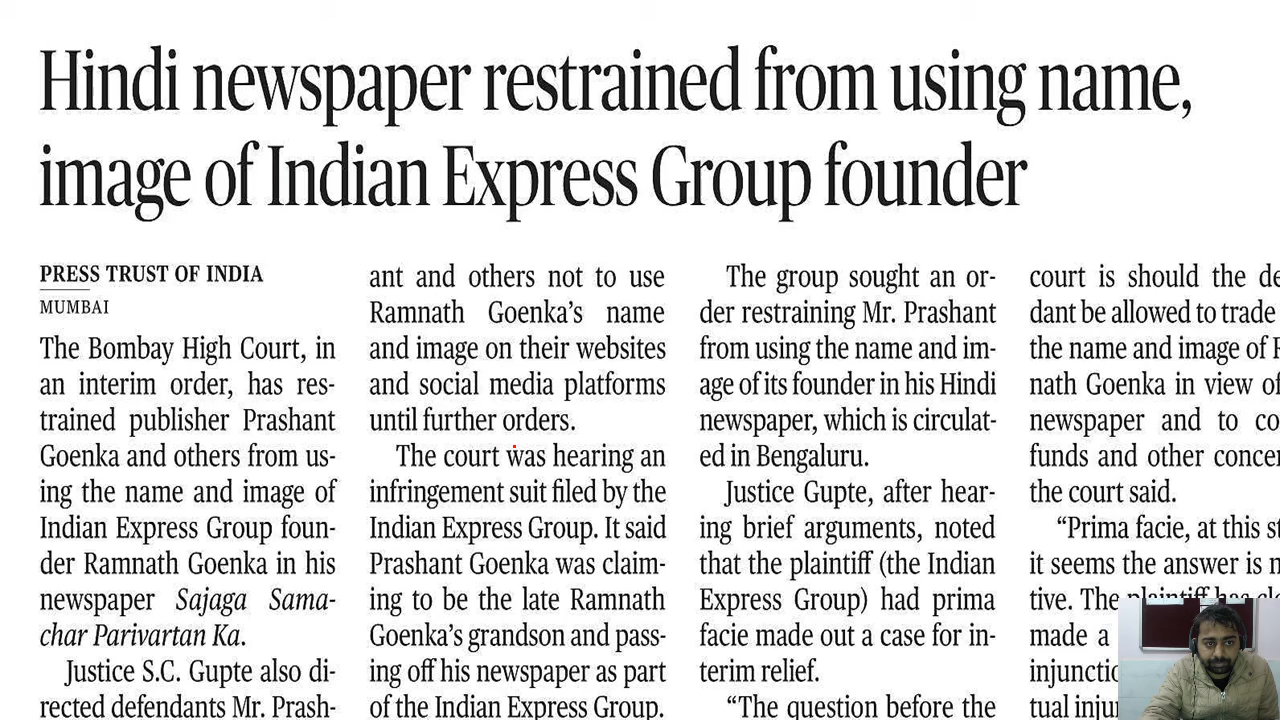 Hindi newspaper restrained from using name,
image of Indian Express Group founder
PRESS TRUST OF INDIA
MUMBAI
The Bombay High Court, in
an interim order, has res-
trained publisher Prashant
Goenka and others from us-
ing the name and image of
Indian Express Group foun-
der Ramnath Goenka in his
newspaper Sajaga Sama-
char Parivartan Ka.
Justice S.C. Gupte also di-
rected defendants Mr. Prash-
ant and others not to use
Ramnath Goenka's name
and image on their websites
and social media platforms
until further orders.
The court was hearing an
infringement suit filed by the
Indian Express Group. It said
Prashant Goenka was claim-
ing to be the late Ramnath
Goenka's grandson and pass-
ing off his newspaper as part
of the Indian Express Group.
The group sought an or-
der restraining Mr. Prashant
from using the name and im-
age of its founder in his Hindi
newspaper, which is circulat-
ed in Bengaluru.
Justice Gupte, after hear-
ing brief arguments, noted
that the plaintiff (the Indian
Express Group) had prima
facie made out a case for in-
terim relief.
"The question before the
court is should the
dant be allowed to trade
the name and image of
nath Goenka in view of
newspaper and to
funds and other
the court said.
"Prima facie, at this
it seems the answer is
tive. The plaintiff has
made a